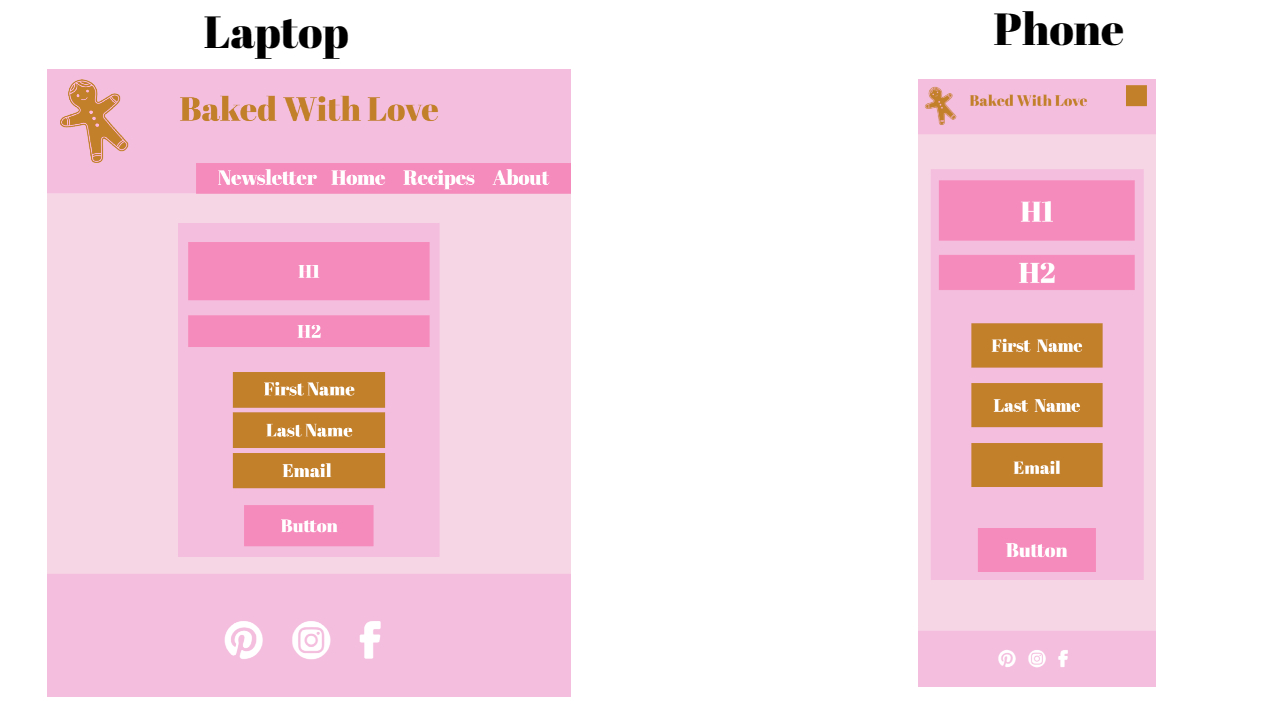 Laptop
Baked With Love
Newsletter Home Recipes About
H1
H2
First Name
Last Name
Email
Button
Phone
Baked With Love
H1
H2
First Name
Last Name
Email
Button